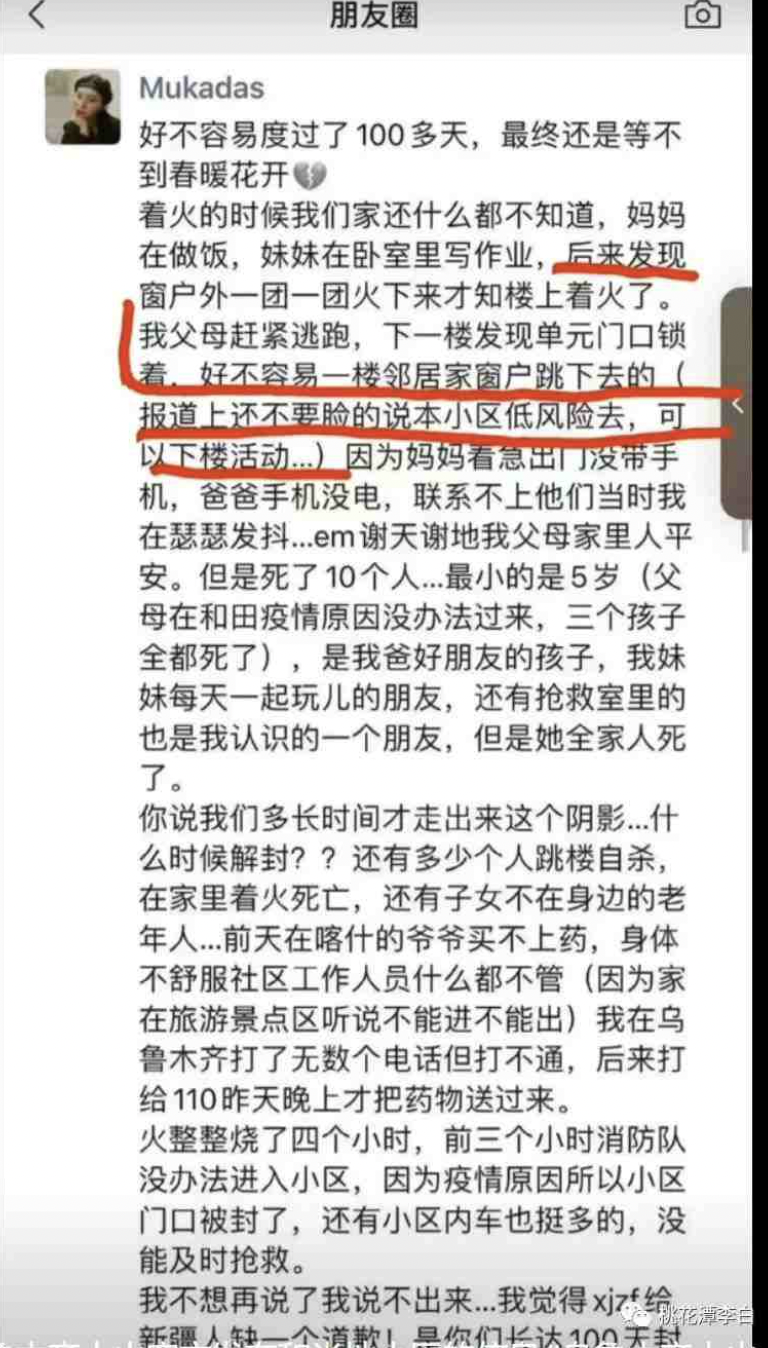 朋友圈
Mukadas
好不容易度过了100多天，最终还是等不
到春暖花开💔
着火的时候我们家还什么都不知道，妈妈
在做饭，妹妹在卧室里写作业，后来发现
窗户外一团一团火下来才知楼上着火了。
我父母赶紧逃跑，下一楼发现单元门口锁
着，好不容易一楼邻居家窗户跳下去的（
报道上还不要脸的说本小区低风险去，可
以下楼活动...）因为妈妈着急出门没带手
机，爸爸手机没电，联系不上他们当时我
在瑟瑟发抖...em谢天谢地我父母家里人平
安。但是死了10个人...最小的是5岁（父
母在和田疫情原因没办法过来，三个孩子
全都死了），是我爸好朋友的孩子，我妹
妹每天一起玩儿的朋友，还有抢救室里的
也是我认识的一个朋友，但是她全家人死
了。
你说我们多长时间才走出来这个阴影...什
么时候解封？？还有多少个人跳楼自杀，
在家里着火死亡，还有子女不在身边的老
年人...前天在喀什的爷爷买不上药，身体
不舒服社区工作人员什么都不管（因为家
在旅游景点区听说不能进不能出）我在乌
鲁木齐打了无数个电话但打不通，后来打
给110昨天晚上才把药物送过来。
火整整烧了四个小时，前三个小时消防队
没办法进入小区，因为疫情原因所以小区
门口被封了，还有小区内车也挺多的，没
能及时抢救。
我不想再说了我说不出来...我觉得xjzf给
新疆人缺一个道歉！是你们长达100天封
桃花潭李白